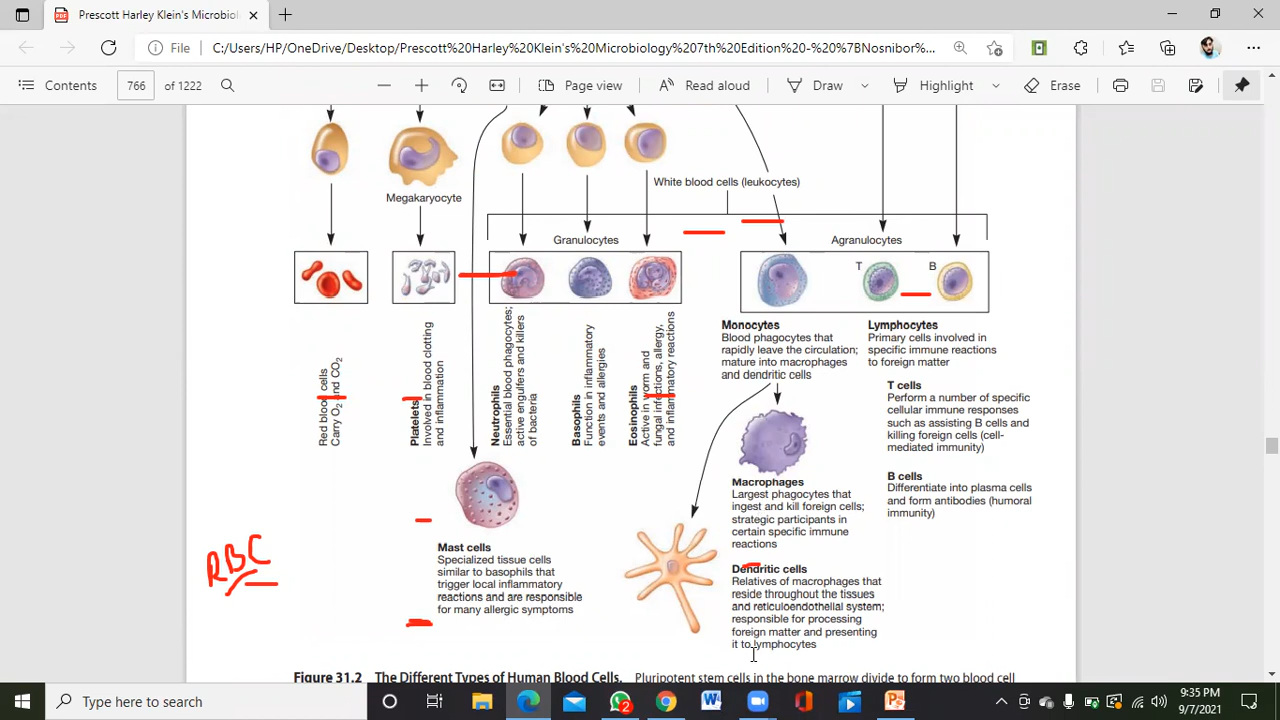 Prescott Harley Klein's Microbiol
File
C:/Users/HP/OneDrive/Desktop/Prescott%20Harley%20Klein's%20Microbiology%207th%20Edition%20-%20%7BNosnibor%...
Contents
766
of 1222
Page view
Read aloud
Draw
Highlight
Erase
Megakaryocyte
White blood cells (leukocytes)
Granulocytes
Agranulocytes
T
B
Red blood cells
Carry O2 and CO2
Platelets
Involved in blood clotting
and inflammation
Neutrophils
Essential blood phagocytes;
active engulfers and killers
of bacteria
Basophils
Function in inflammatory
events and allergies
Eosinophils
Active in worm and
fungal infections, allergy,
and inflammatory reactions
Monocytes
Blood phagocytes that
rapidly leave the circulation;
mature into macrophages
and dendritic cells
Lymphocytes
Primary cells involved in
specific immune reactions
to foreign matter
T cells
Perform a number of specific
cellular immune responses
such as assisting B cells and
killing foreign cells (cell-
mediated immunity)
B cells
Differentiate into plasma cells
and form antibodies (humoral
immunity)
Macrophages
Largest phagocytes that
ingest and kill foreign cells;
strategic participants in
certain specific immune
reactions
RBC
Mast cells
Specialized tissue cells
similar to basophils that
trigger local inflammatory
reactions and are responsible
for many allergic symptoms
Dendritic cells
Relatives of macrophages that
reside throughout the tissues
and reticuloendothelial system;
responsible for processing
foreign matter and presenting
it to lymphocytes
Figure 31.2 The Different Types of Human Blood Cells. Pluripotent stem cells in the bone marrow divide to form two blood cell
Type here to search
2
9:35 PM
9/7/2021